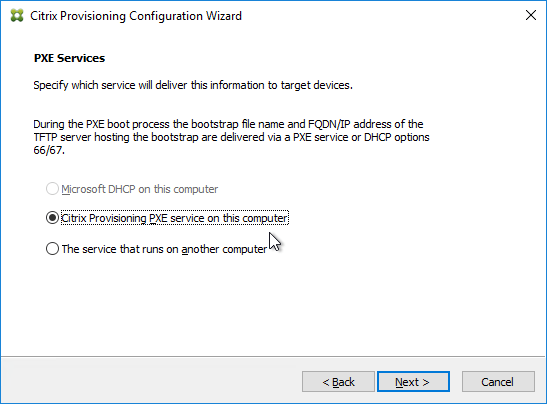 Citrix Provisioning Configuration Wizard
PXE Services
Specify which service will deliver this information to target devices.
During the PXE boot process the bootstrap file name and FQDN/IP address of the
TFTP server hosting the bootstrap are delivered via a PXE service or DHCP options
66/67.
Microsoft DHCP on this computer
Citrix Provisioning PXE service on this computer
The service that runs on another computer
< Back
Next >
Cancel